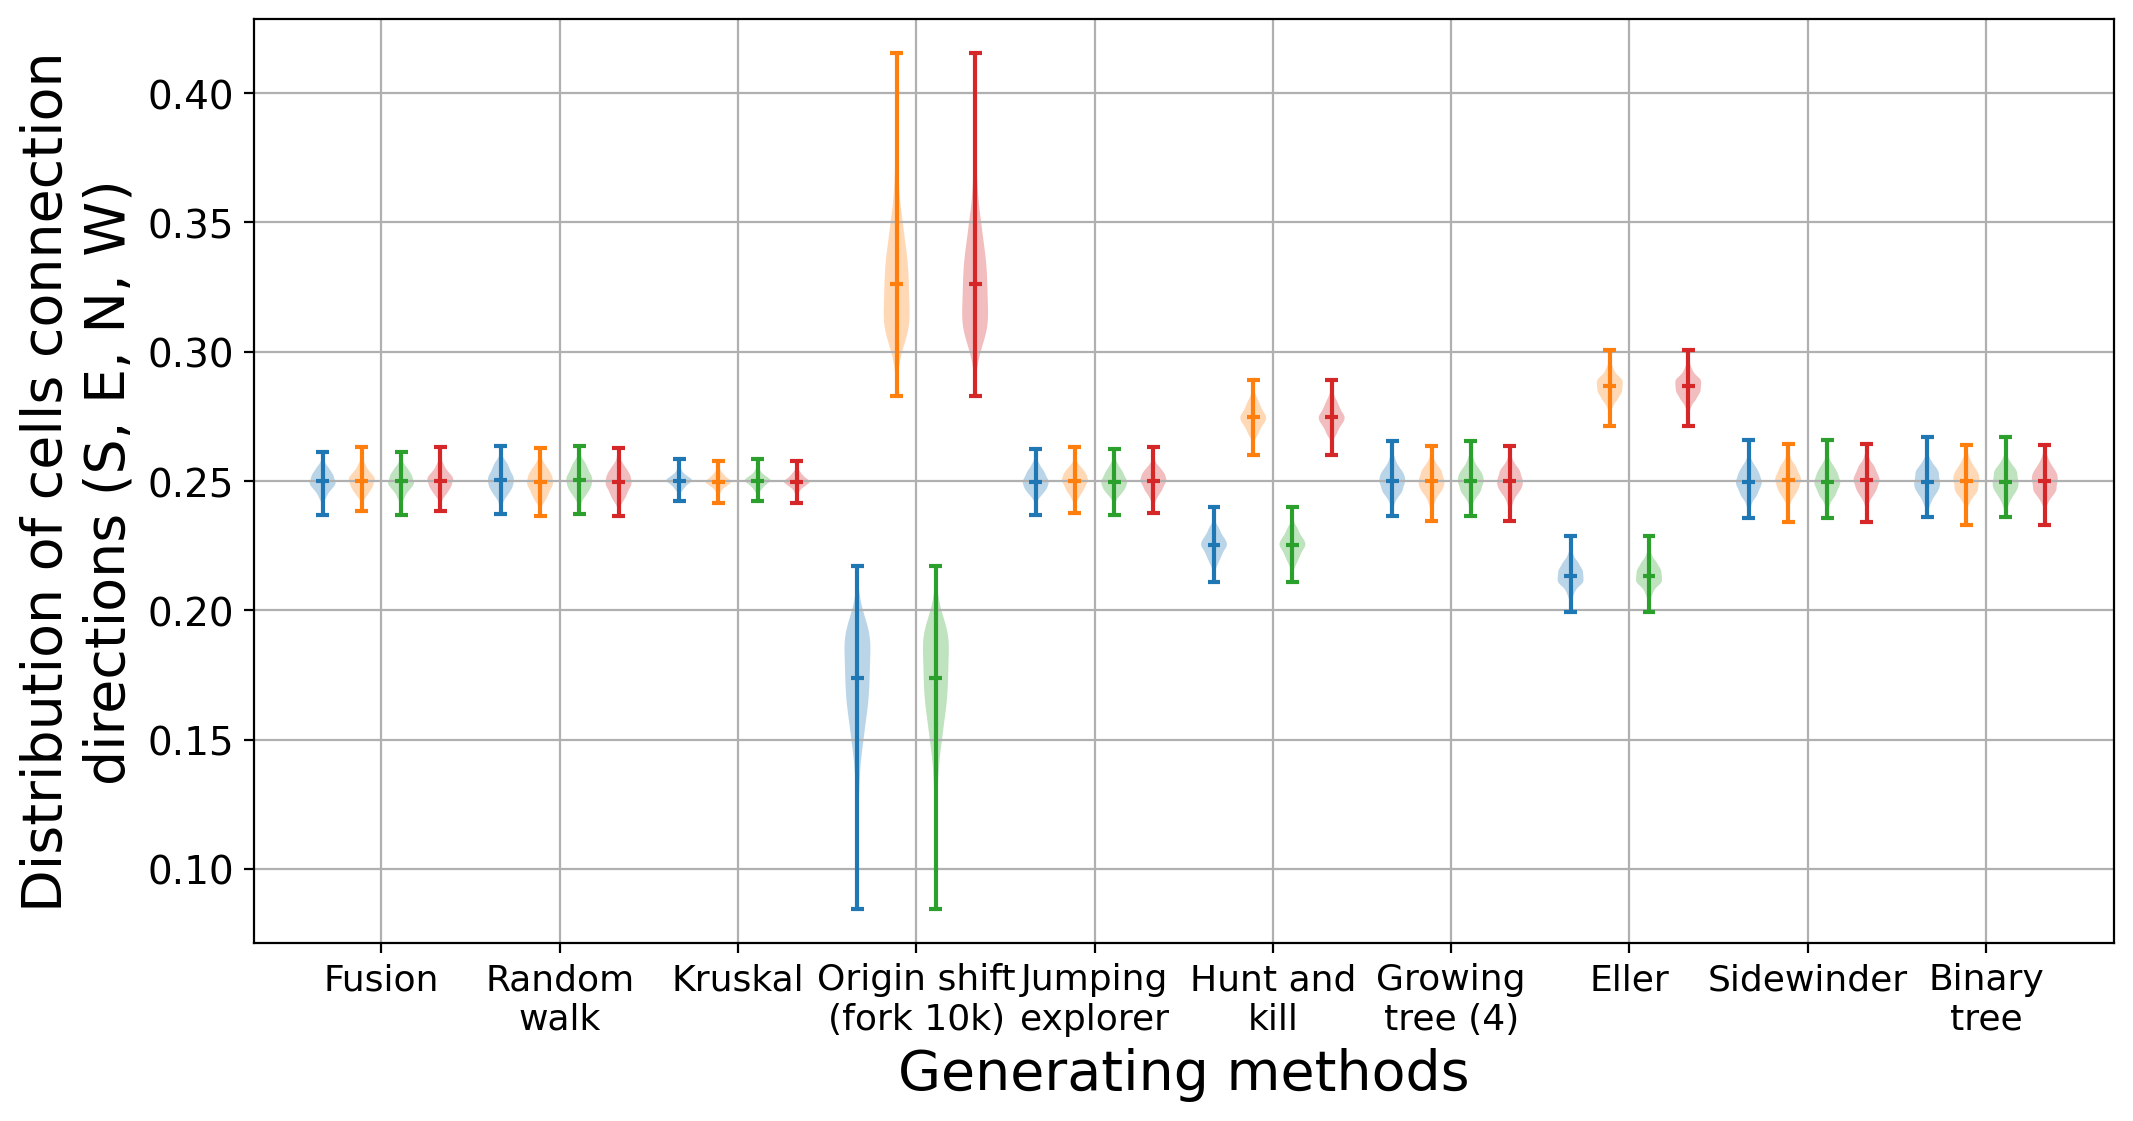 Distribution of cells connection
directions (S, E, N, W)
0.40
0.35
0.30
0.25
0.20
0.15
0.10
Fusion
Random
walk
Kruskal
Origin shift
(fork 10k)
Jumping
explorer
Hunt and
kill
Growing
tree (4)
Eller
Sidewinder
Binary
tree
Generating methods